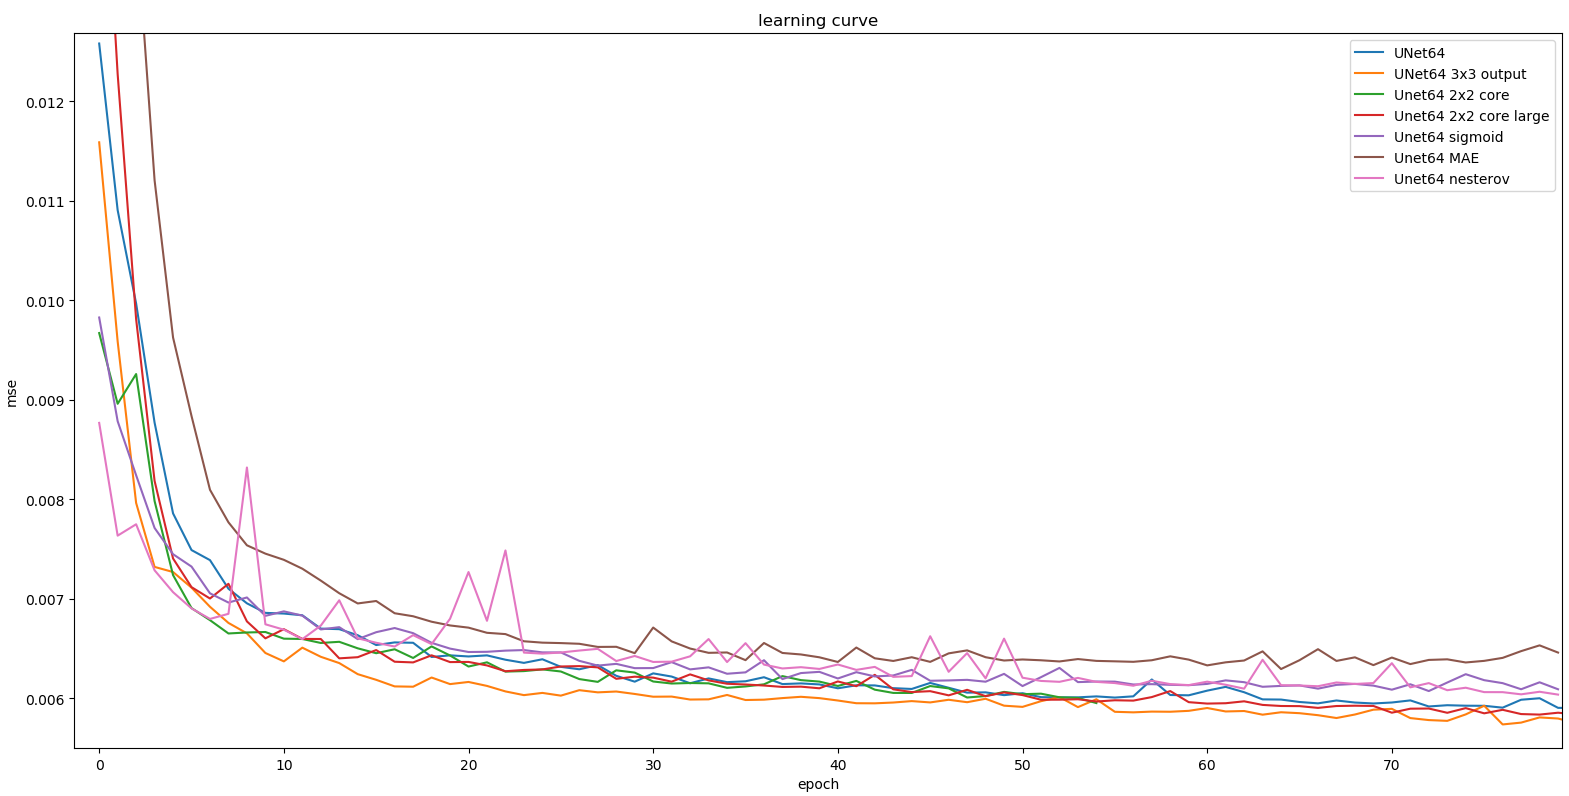 learning curve
UNet64
UNet64 3x3 output
Unet64 2x2 core
Unet64 2x2 core large
Unet64 sigmoid
Unet64 MAE
Unet64 nesterov
mse
0.012
0.011
0.010
0.009
0.008
0.007
0.006
0 10 20 30 40 50 60 70
epoch